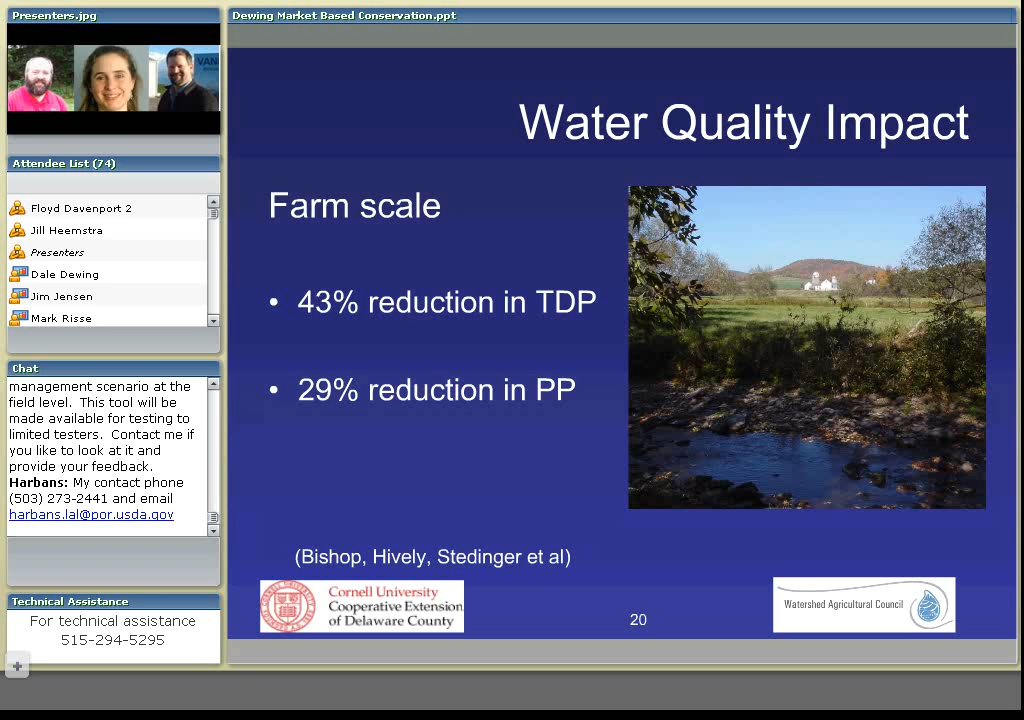 Presenters.jpg
VAN
Attendee List (74)
Floyd Davenport 2
Jill Heemstra
Presenters
Dale Dewing
Jim Jensen
Mark Risse
Chat
management scenario at the
field level. This tool will be
made available for testing to
limited testers. Contact me if
you like to look at it and
provide your feedback.
Harbans: My contact phone
(503) 273-2441 and email
harbans.lal@por.usda.gov
Technical Assistance
For technical assistance
515-294-5295
Dewing Market Based Conservation.ppt
Water Quality Impact
Farm scale
• 43% reduction in TDP
• 29% reduction in PP
(Bishop, Hively, Stedinger et al)
Cornell University
Cooperative Extension
of Delaware County
20
Watershed Agricultural Council